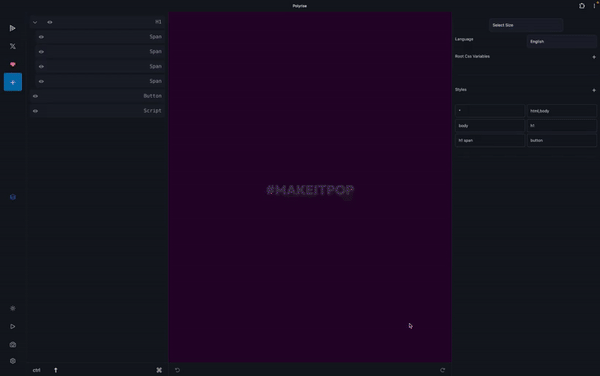 Polyrise
H1
Span
Span
Span
Span
Button
Script
#MAKEITPOP
ctrl
Select Size
Language
English
Root Css Variables
Styles
*
html,body
body
h1
h1 span
button